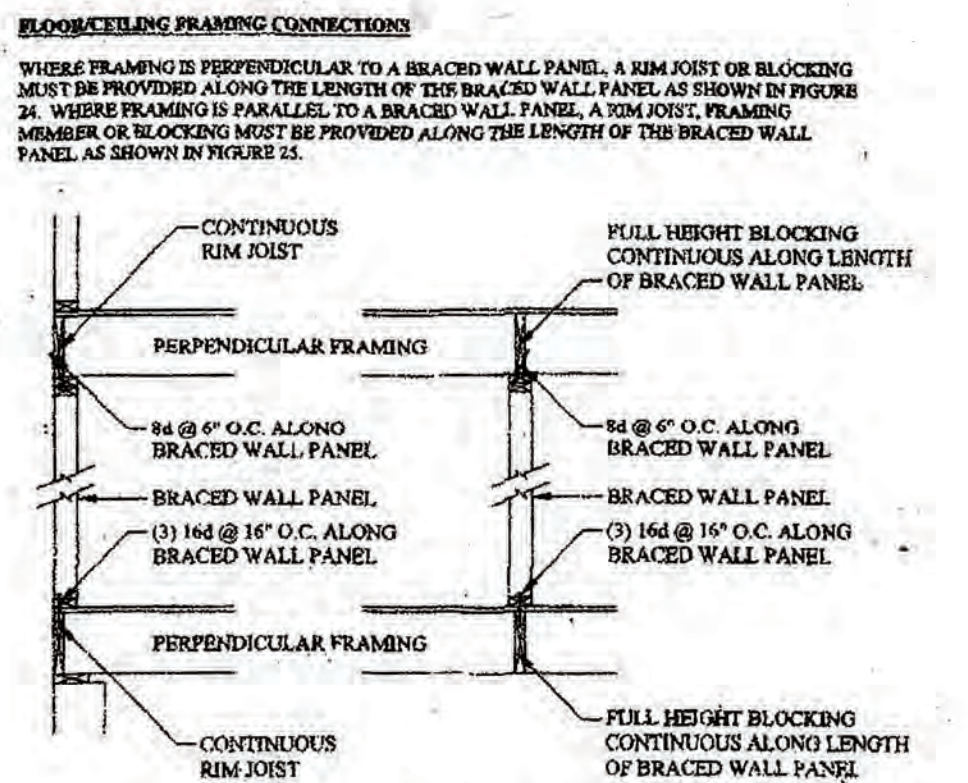 FLOOR/CEILING FRAMING CONNECTIONS
WHERE FRAMING IS PERPENDICULAR TO A BRACED WALL PANEL, A RIM JOIST OR BLOCKING
MUST BE PROVIDED ALONG THE LENGTH OF THE BRACED WALL PANEL AS SHOWN IN FIGURE
24. WHERE FRAMING IS PARALLEL TO A BRACED WALL PANEL, A RIM JOIST, FRAMING
MEMBER OR BLOCKING MUST BE PROVIDED ALONG THE LENGTH OF THE BRACED WALL
PANEL AS SHOWN IN FIGURE 25.
CONTINUOUS
RIM JOIST
FULL HEIGHT BLOCKING
CONTINUOUS ALONG LENGTH
OF BRACED WALL PANEL
PERPENDICULAR FRAMING
8d @ 6" O.C. ALONG
BRACED WALL PANEL
8d @ 6" O.C. ALONG
BRACED WALL PANEL
BRACED WALL PANEL
BRACED WALL PANEL
(3) 16d @ 16" O.C. ALONG
BRACED WALL PANEL
(3) 16d @ 16" O.C. ALONG
BRACED WALL PANEL
PERPENDICULAR FRAMING
CONTINUOUS
RIM JOIST
FULL HEIGHT BLOCKING
CONTINUOUS ALONG LENGTH
OF BRACED WALL PANEL